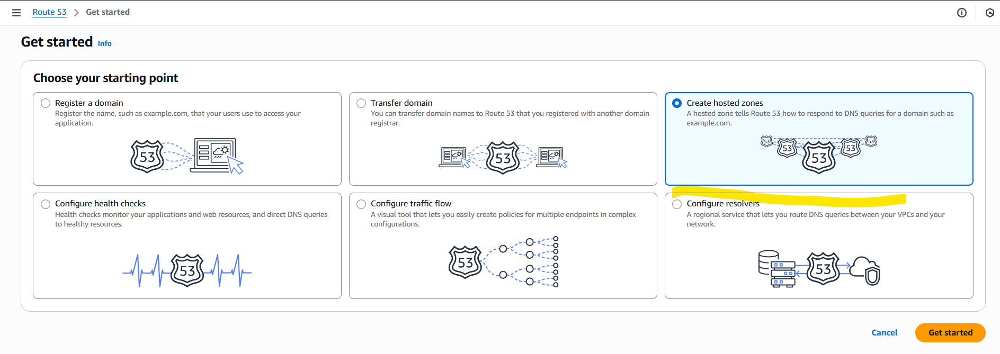 Route 53 > Get started
Get started Info
Choose your starting point
Register a domain
Register the name, such as example.com, that your users use to access your
application.
53
Transfer domain
You can transfer domain names to Route 53 that you registered with another domain
registrar.
53
Create hosted zones
A hosted zone tells Route 53 how to respond to DNS queries for a domain such as
example.com.
53 53 53 53 53
Configure health checks
Health checks monitor your applications and web resources, and direct DNS queries
to healthy resources.
53
Configure traffic flow
A visual tool that lets you easily create policies for multiple endpoints in complex
configurations.
53
Configure resolvers
A regional service that lets you route DNS queries between your VPCs and your
network.
53
Cancel Get started